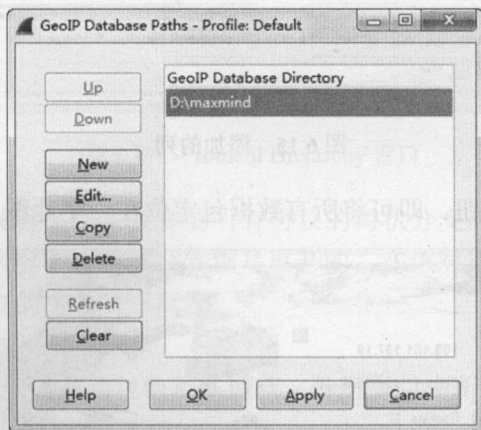 GeoIP Database Paths - Profile: Default
Up
Down
New
Edit...
Copy
Delete
Refresh
Clear
GeoIP Database Directory
D:\maxmind
Help
OK
Apply
Cancel